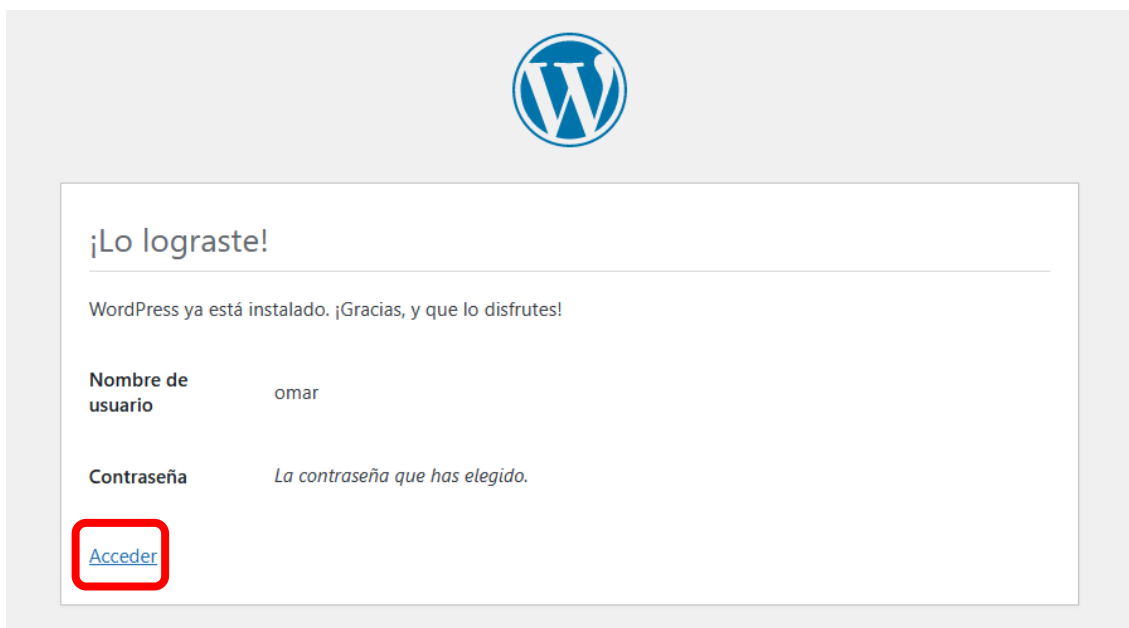 ¡Lo lograste!
WordPress ya está instalado. ¡Gracias, y que lo disfrutes!
Nombre de
usuario
omar
Contraseña
La contraseña que has elegido.
Acceder